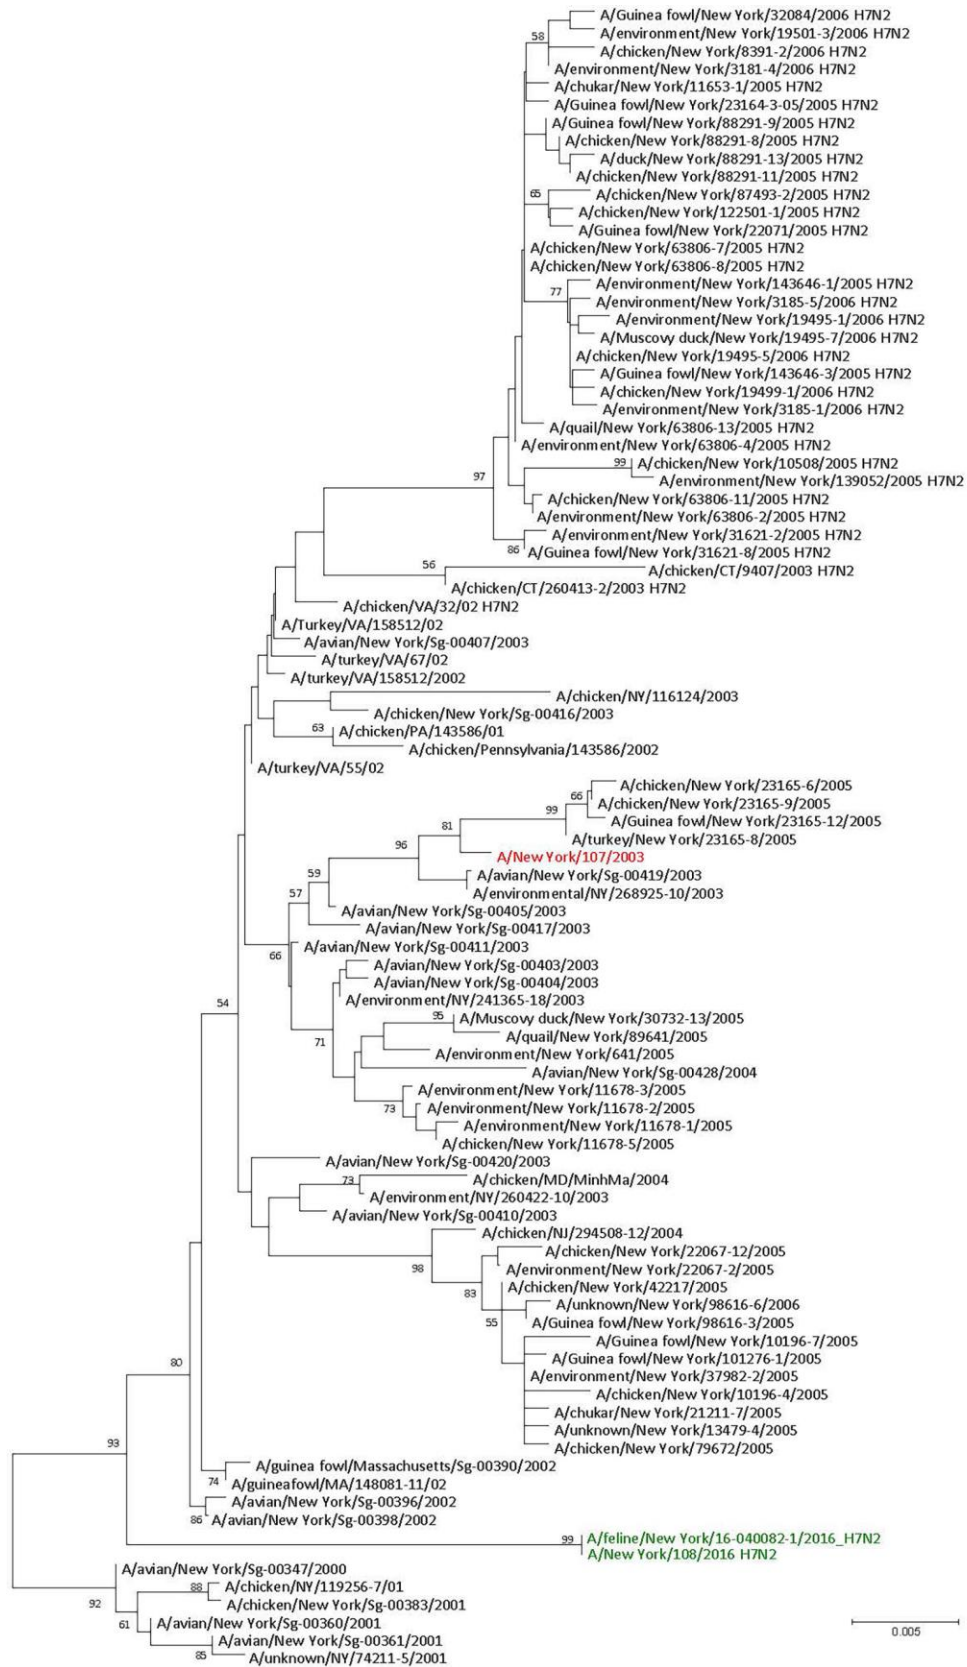 A/Guinea fowl/New York/32084/2006 H7N2
A/environment/New York/19501-3/2006 H7N2
58
A/chicken/New York/8391-2/2006 H7N2
A/environment/New York/3181-4/2006 H7N2
A/chukar/New York/11653-1/2005 H7N2
A/Guinea fowl/New York/23164-3-05/2005 H7N2
A/Guinea fowl/New York/88291-9/2005 H7N2
A/chicken/New York/88291-8/2005 H7N2
A/duck/New York/88291-13/2005 H7N2
A/chicken/New York/88291-11/2005 H7N2
65
A/chicken/New York/87493-2/2005 H7N2
A/chicken/New York/122501-1/2005 H7N2
A/Guinea fowl/New York/22071/2005 H7N2
A/chicken/New York/63806-7/2005 H7N2
A/chicken/New York/63806-8/2005 H7N2
A/environment/New York/143646-1/2005 H7N2
77
A/environment/New York/3185-5/2006 H7N2
A/environment/New York/19495-1/2006 H7N2
A/Muscovy duck/New York/19495-7/2006 H7N2
A/chicken/New York/19495-5/2006 H7N2
A/Guinea fowl/New York/143646-3/2005 H7N2
A/chicken/New York/19499-1/2006 H7N2
A/environment/New York/3185-1/2006 H7N2
A/quail/New York/63806-13/2005 H7N2
A/environment/New York/63806-4/2005 H7N2
99
A/chicken/New York/10508/2005 H7N2
97
A/environment/New York/139052/2005 H7N2
A/chicken/New York/63806-11/2005 H7N2
A/environment/New York/63806-2/2005 H7N2
A/environment/New York/31621-2/2005 H7N2
86
A/Guinea fowl/New York/31621-8/2005 H7N2
56
A/chicken/CT/9407/2003 H7N2
A/chicken/CT/260413-2/2003 H7N2
A/chicken/VA/32/02 H7N2
A/Turkey/VA/158512/02
A/avian/New York/Sg-00407/2003
A/turkey/VA/67/02
A/turkey/VA/158512/2002
A/chicken/NY/116124/2003
A/chicken/New York/Sg-00416/2003
63
A/chicken/PA/143586/01
A/chicken/Pennsylvania/143586/2002
A/turkey/VA/55/02
A/chicken/New York/23165-6/2005
66
A/chicken/New York/23165-9/2005
99
A/Guinea fowl/New York/23165-12/2005
81
A/turkey/New York/23165-8/2005
96
A/New York/107/2003
59
A/avian/New York/Sg-00419/2003
57
A/environmental/NY/268925-10/2003
A/avian/New York/Sg-00405/2003
A/avian/New York/Sg-00417/2003
66
A/avian/New York/Sg-00411/2003
A/avian/New York/Sg-00403/2003
A/avian/New York/Sg-00404/2003
54
A/environment/NY/241365-18/2003
95
A/Muscovy duck/New York/30732-13/2005
71
A/quail/New York/89641/2005
A/environment/New York/641/2005
A/avian/New York/Sg-00428/2004
A/environment/New York/11678-3/2005
73
A/environment/New York/11678-2/2005
A/environment/New York/11678-1/2005
A/chicken/New York/11678-5/2005
A/avian/New York/Sg-00420/2003
73
A/chicken/MD/MinhMa/2004
A/environment/NY/260422-10/2003
A/avian/New York/Sg-00410/2003
A/chicken/NJ/294508-12/2004
98
A/chicken/New York/22067-12/2005
A/environment/New York/22067-2/2005
83
A/chicken/New York/42217/2005
A/unknown/New York/98616-6/2006
55
A/Guinea fowl/New York/98616-3/2005
A/Guinea fowl/New York/10196-7/2005
A/Guinea fowl/New York/101276-1/2005
80
A/environment/New York/37982-2/2005
A/chicken/New York/10196-4/2005
A/chukar/New York/21211-7/2005
A/unknown/New York/13479-4/2005
93
A/chicken/New York/79672/2005
A/guinea fowl/Massachusetts/Sg-00390/2002
74
A/guineafowl/MA/148081-11/02
A/avian/New York/Sg-00396/2002
86
A/avian/New York/Sg-00398/2002
99
A/feline/New York/16-040082-1/2016_H7N2
A/New York/108/2016 H7N2
A/avian/New York/Sg-00347/2000
88
A/chicken/NY/119256-7/01
92
A/chicken/New York/Sg-00383/2001
61
A/avian/New York/Sg-00360/2001
A/avian/New York/Sg-00361/2001
85
A/unknown/NY/74211-5/2001
0.005